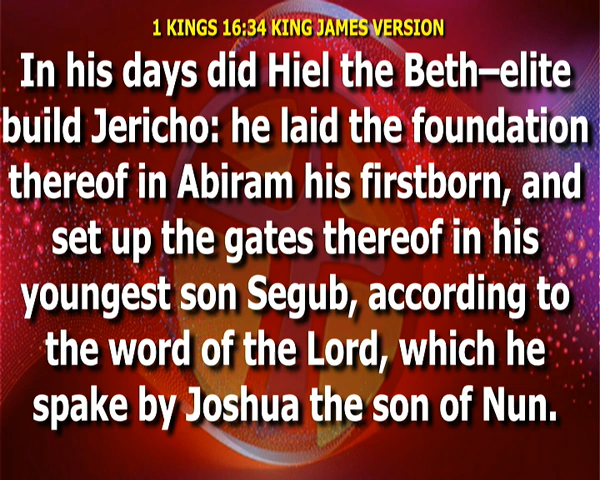 1 KINGS 16:34 KING JAMES VERSION
In his days did Hiel the Beth–elite
build Jericho: he laid the foundation
thereof in Abiram his firstborn, and
set up the gates thereof in his
youngest son Segub, according to
the word of the Lord, which he
spake by Joshua the son of Nun.